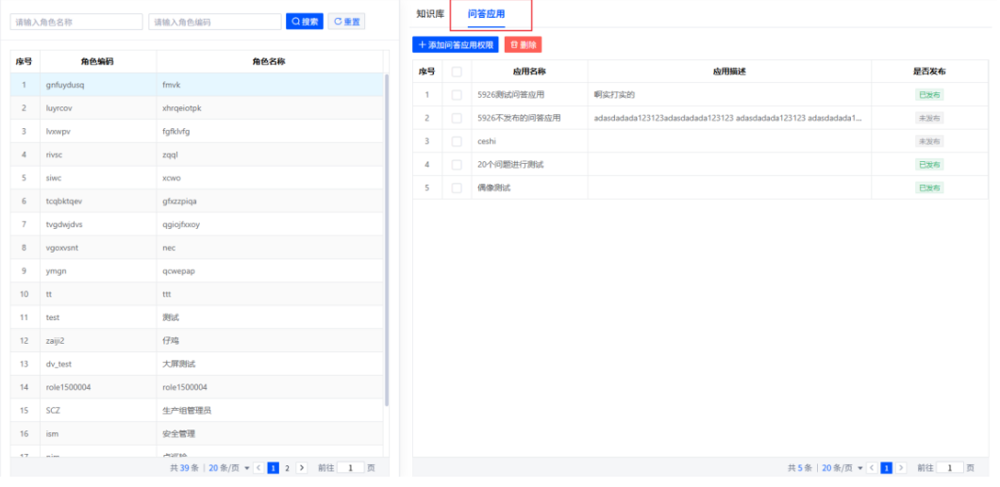 请输入角色名称 请输入角色编码 搜索 重置
序号 角色编码 角色名称
1 gnfuydusq fmvk
2 luyrcov xhrqeiotpk
3 lvxwpv fgfklvfg
4 rivsc zqql
5 siwc xcwo
6 tcqbktqev gfxzzpiqa
7 tvgdwjdvs qgiojfxxoy
8 vgoxvsnt nec
9 ymgn qcwepap
10 tt ttt
11 test 测试
12 zaiji2 仔鸡
13 dv_test 大屏测试
14 role1500004 role1500004
15 SCZ 生产组管理员
16 ism 安全管理
17
共 39 条 20 条/页 1 2 前往 1 页
知识库 问答应用
添加问答应用权限 删除
序号 应用名称 应用描述 是否发布
1 5926测试问答应用 啊实打实的 已发布
2 5926不发布的问答应用 adasdadada123123adasdadada123123 adasdadada123123 adasdadada1... 未发布
3 ceshi 未发布
4 20个问题进行测试 已发布
5 偶像测试 已发布
共 5 条 20 条/页 1 前往 1 页